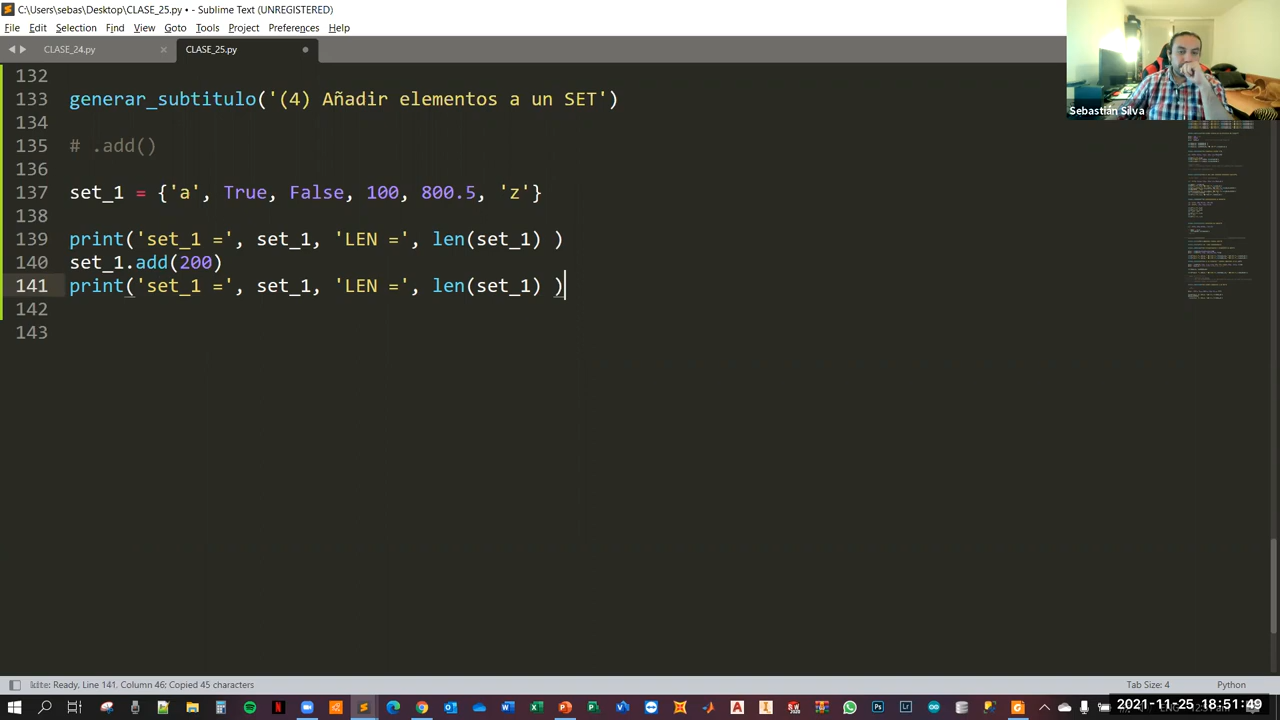 C:\Users\sebas\Desktop\CLASE_25.py • - Sublime Text (UNREGISTERED)
File Edit Selection Find View Goto Tools Project Preferences Help
CLASE_24.py × CLASE_25.py
Sebastián Silva
132
133 generar_subtitulo('(4) Añadir elementos a un SET')
134
135 # .add()
136
137 set_1 = {'a', True, False, 100, 800.5, 'z'}
138
139 print('set_1 =', set_1, 'LEN =', len(set_1) )
140 set_1.add(200)
141 print('set_1 =', set_1, 'LEN =', len(set_1) )
142
143
kite: Ready, Line 141, Column 46: Copied 45 characters Tab Size: 4 Python
2021-11-25 18:51:49